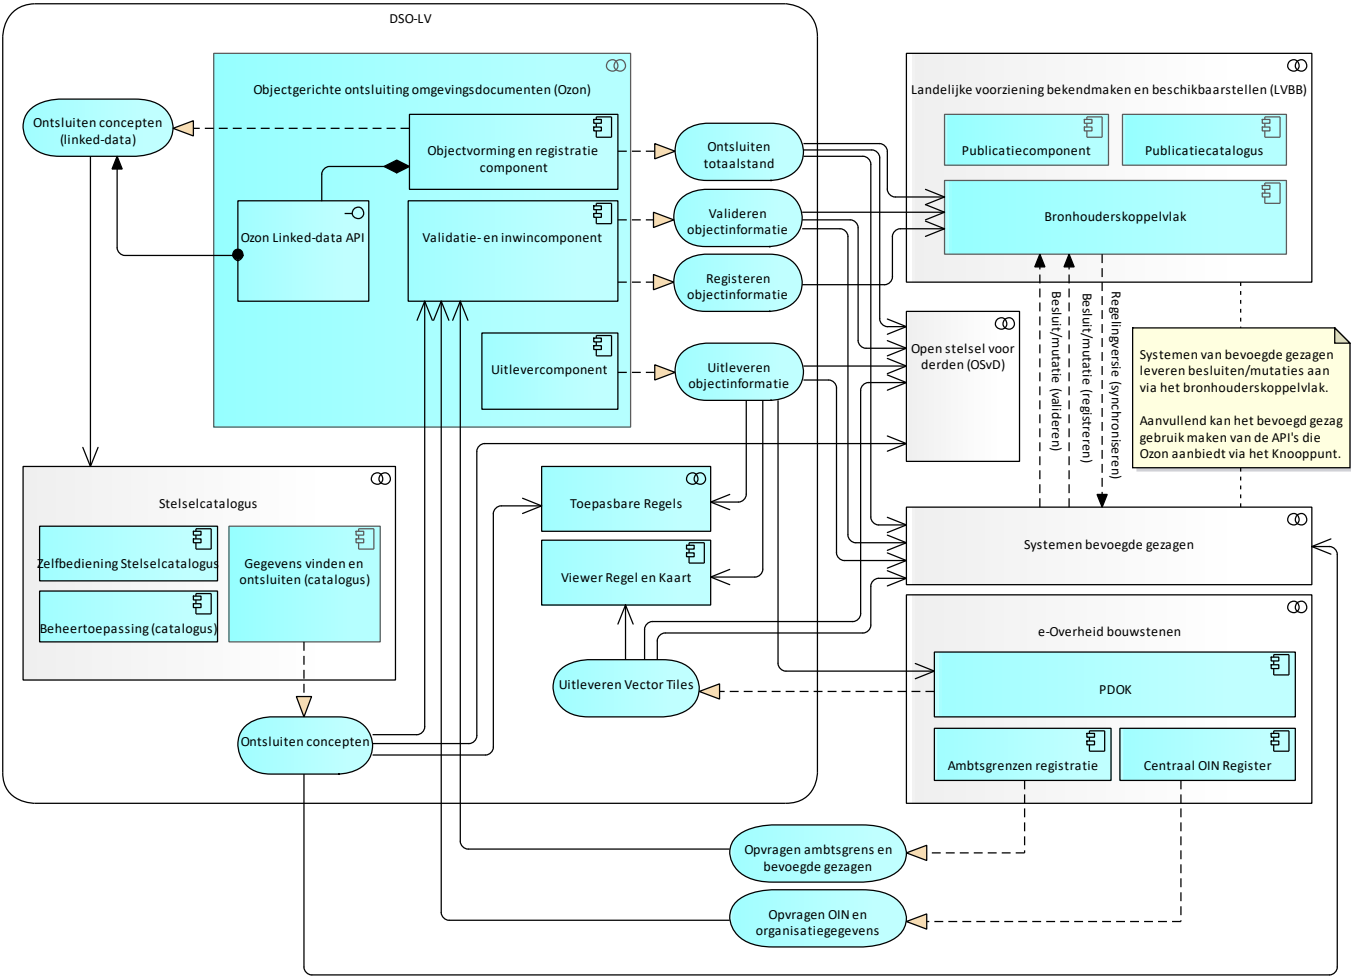 DSO-LV
Objectgerichte ontsluiting omgevingsdocumenten (Ozon)
Ontsluiten concepten
(linked-data)
Objectvorming en registratie
component
Ozon Linked-data API
Validatie- en inwincomponent
Uitlevercomponent
Ontsluiten
totaalstand
Valideren
objectinformatie
Registeren
objectinformatie
Uitleveren
objectinformatie
Landelijke voorziening bekendmaken en beschikbaarstellen (LVBB)
Publicatiecomponent
Publicatiecatalogus
Bronhouderskoppelvlak
Open stelsel voor
derden (OSvD)
Besluit/mutatie (valideren)
Besluit/mutatie (registreren)
Regelingversie (synchroniseren)
Systemen van bevoegde gezagen
leveren besluiten/mutaties aan
via het bronhouderskoppelvlak.
Aanvullend kan het bevoegd gezag
gebruik maken van de API's die
Ozon aanbiedt via het Knooppunt.
Stelselcatalogus
Zelfbediening Stelselcatalogus
Beheertoepassing (catalogus)
Gegevens vinden en
ontsluiten (catalogus)
Toepasbare Regels
Viewer Regel en Kaart
Systemen bevoegde gezagen
e-Overheid bouwstenen
PDOK
Ambtsgrenzen registratie
Centraal OIN Register
Uitleveren Vector Tiles
Ontsluiten concepten
Opvragen ambtsgrens en
bevoegde gezagen
Opvragen OIN en
organisatiegegevens